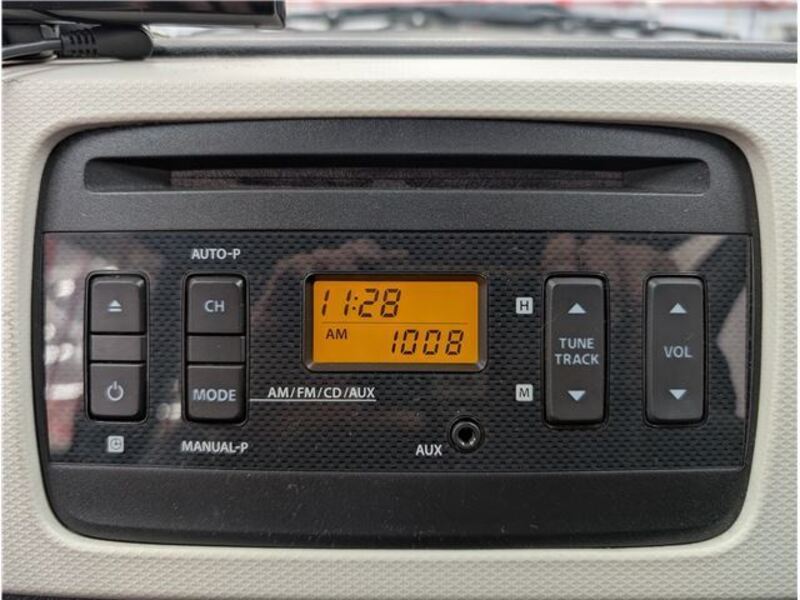 AUTO-P
CH
MODE
MANUAL-P
AM/FM/CD/AUX
11:28
AM
1008
AUX
H
M
TUNE
TRACK
VOL